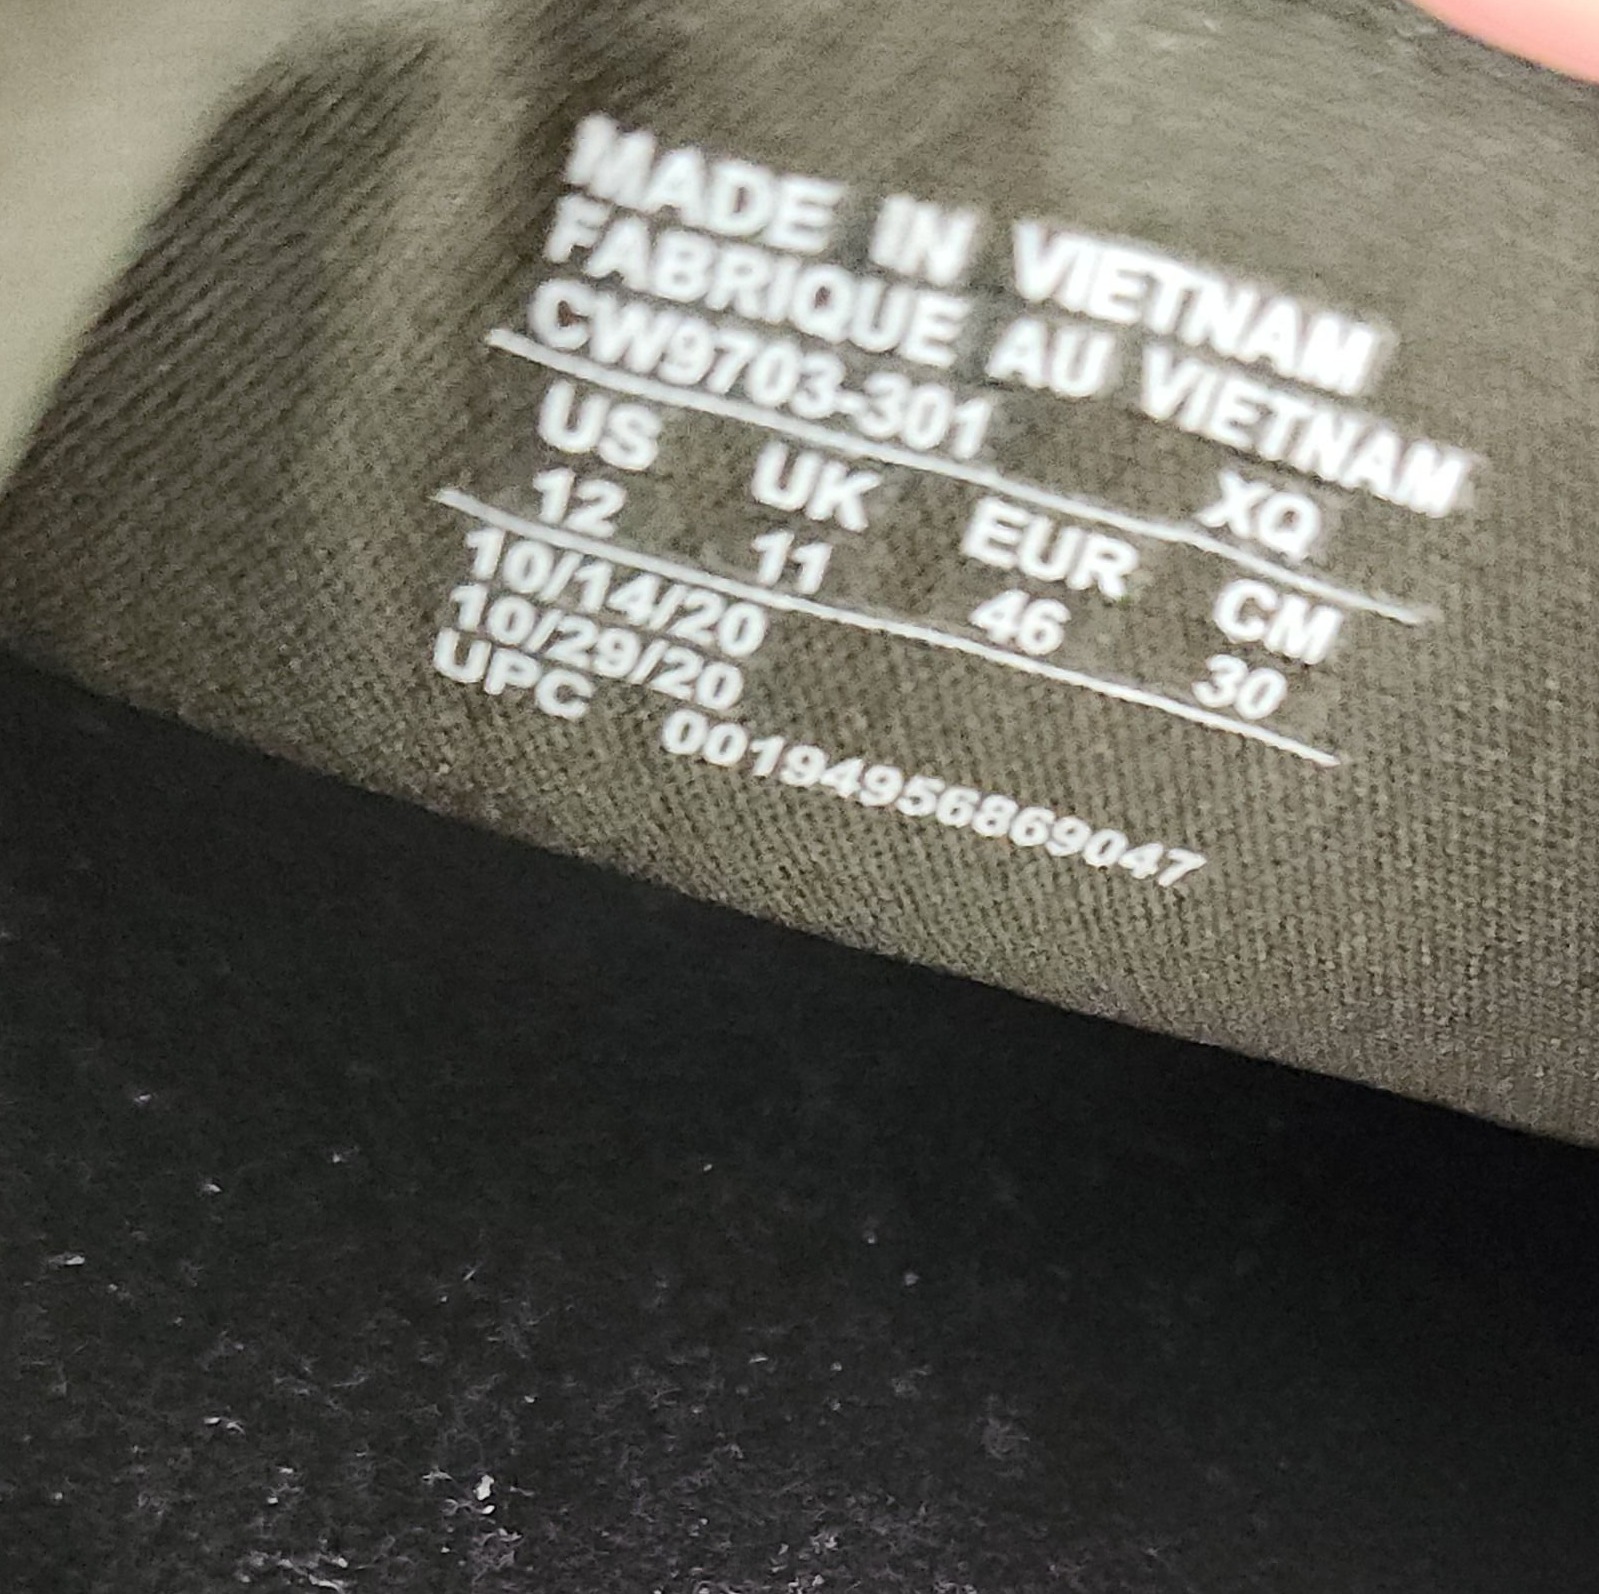 MADE IN VIETNAM
FABRIQUE AU VIETNAM
CW9703-301 XQ
US UK EUR CM
12 11 46 30
10/14/20
10/29/20
UPC 00194956869047